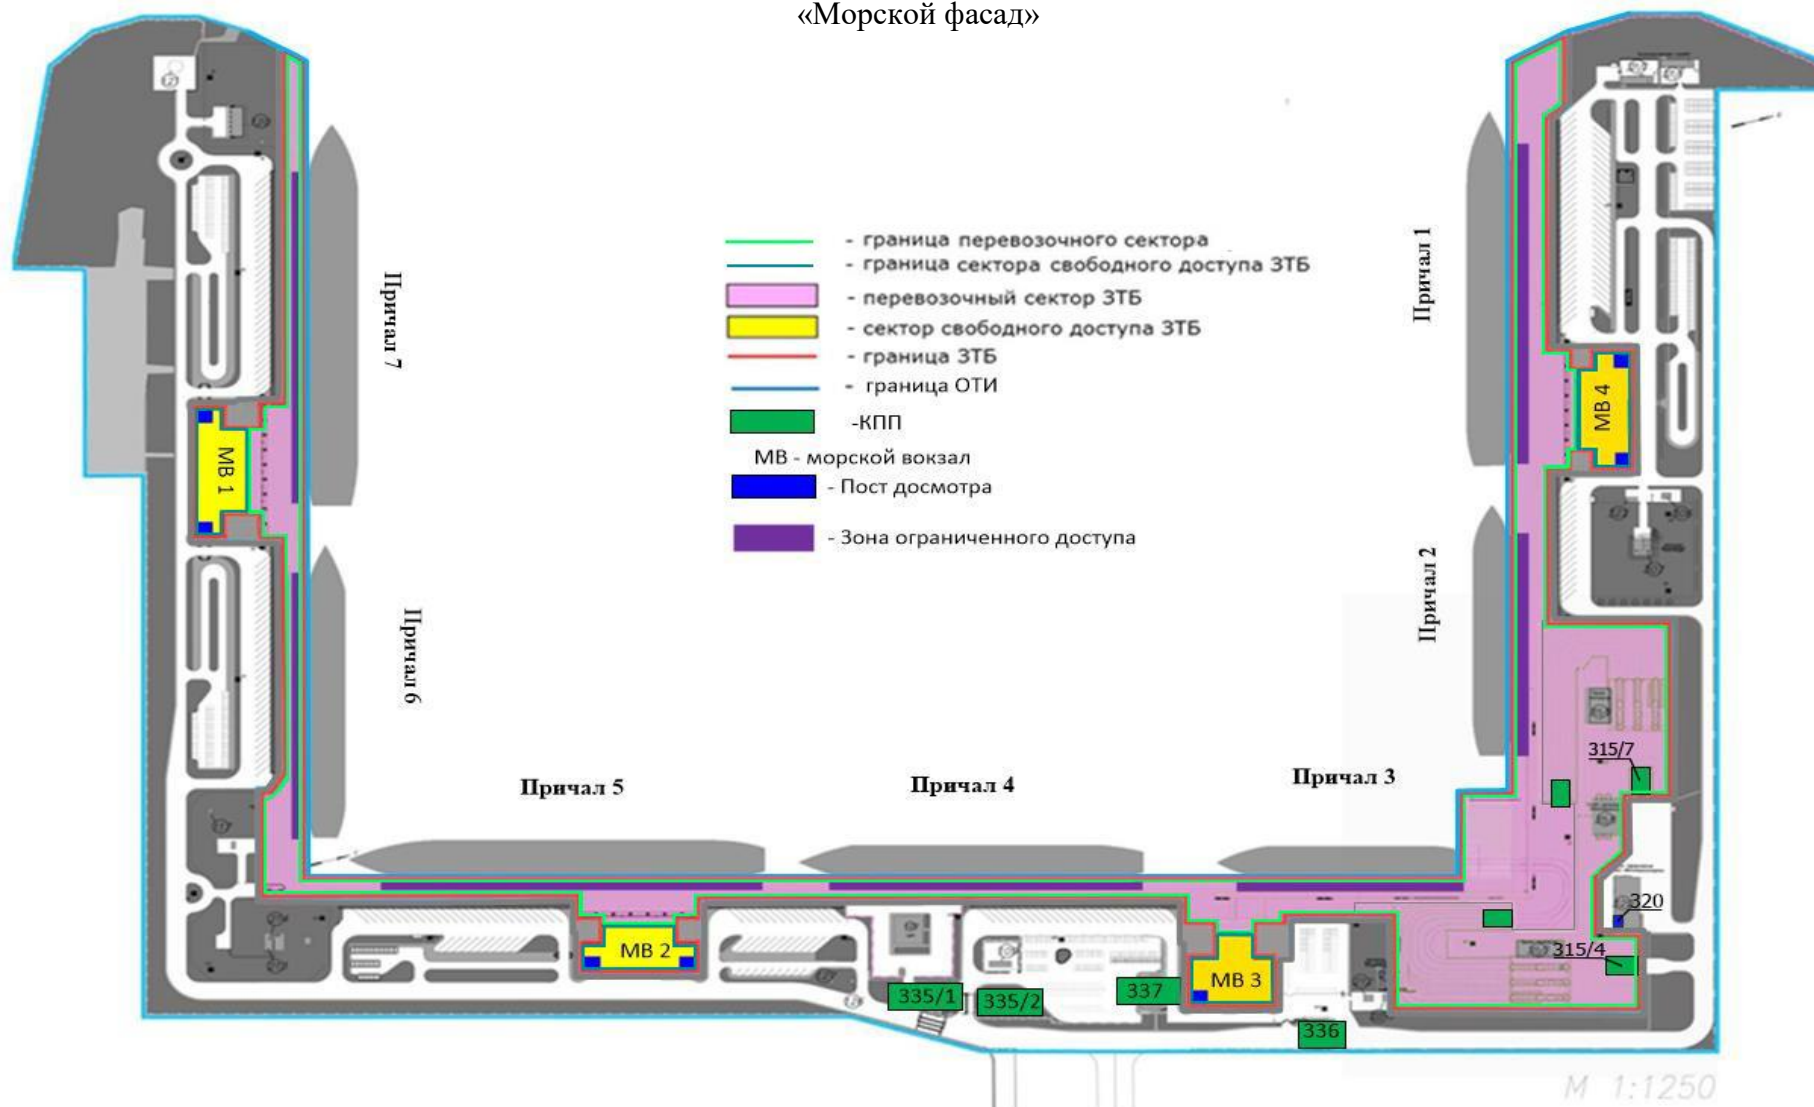 «Морской фасад»
- граница перевозочного сектора
- граница сектора свободного доступа ЗТБ
- перевозочный сектор ЗТБ
- сектор свободного доступа ЗТБ
- граница ЗТБ
- граница ОТИ
-КПП
МВ - морской вокзал
- Пост досмотра
- Зона ограниченного доступа
Причал 7
Причал 1
МВ 1
МВ 4
Причал 6
Причал 2
Причал 5
Причал 4
Причал 3
315/7
320
315/4
МВ 2
МВ 3
335/1
335/2
337
336
М 1:1250